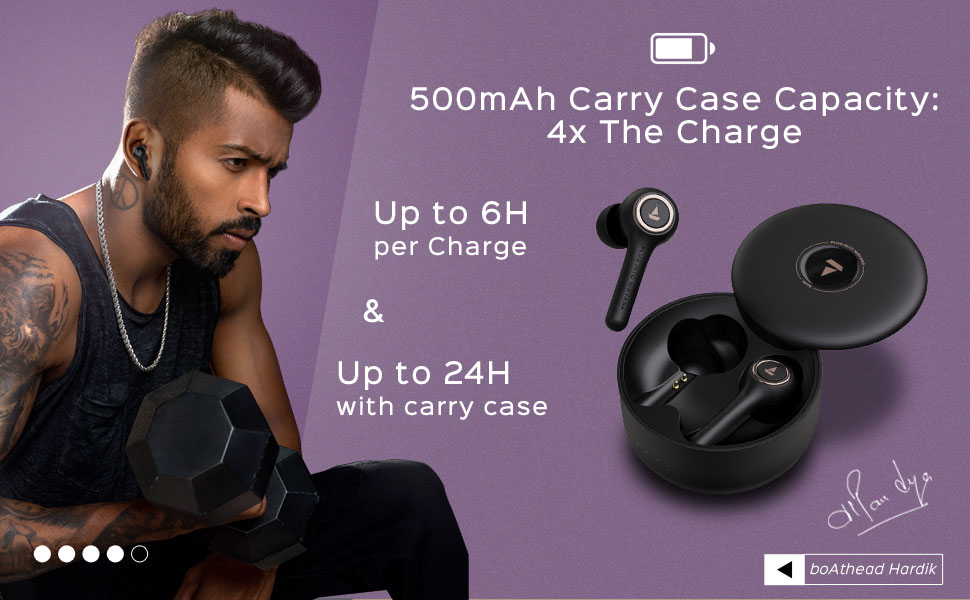 500mAh Carry Case Capacity:
4x The Charge
Up to 6H
per Charge
&
Up to 24H
with carry case
boAthead Hardik